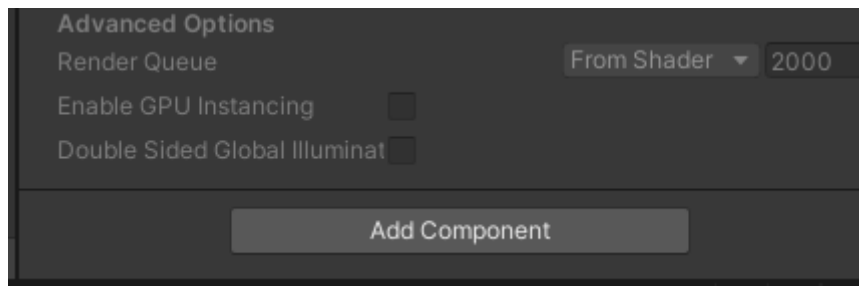 Advanced Options
Render Queue From Shader 2000
Enable GPU Instancing
Double Sided Global Illuminat
Add Component